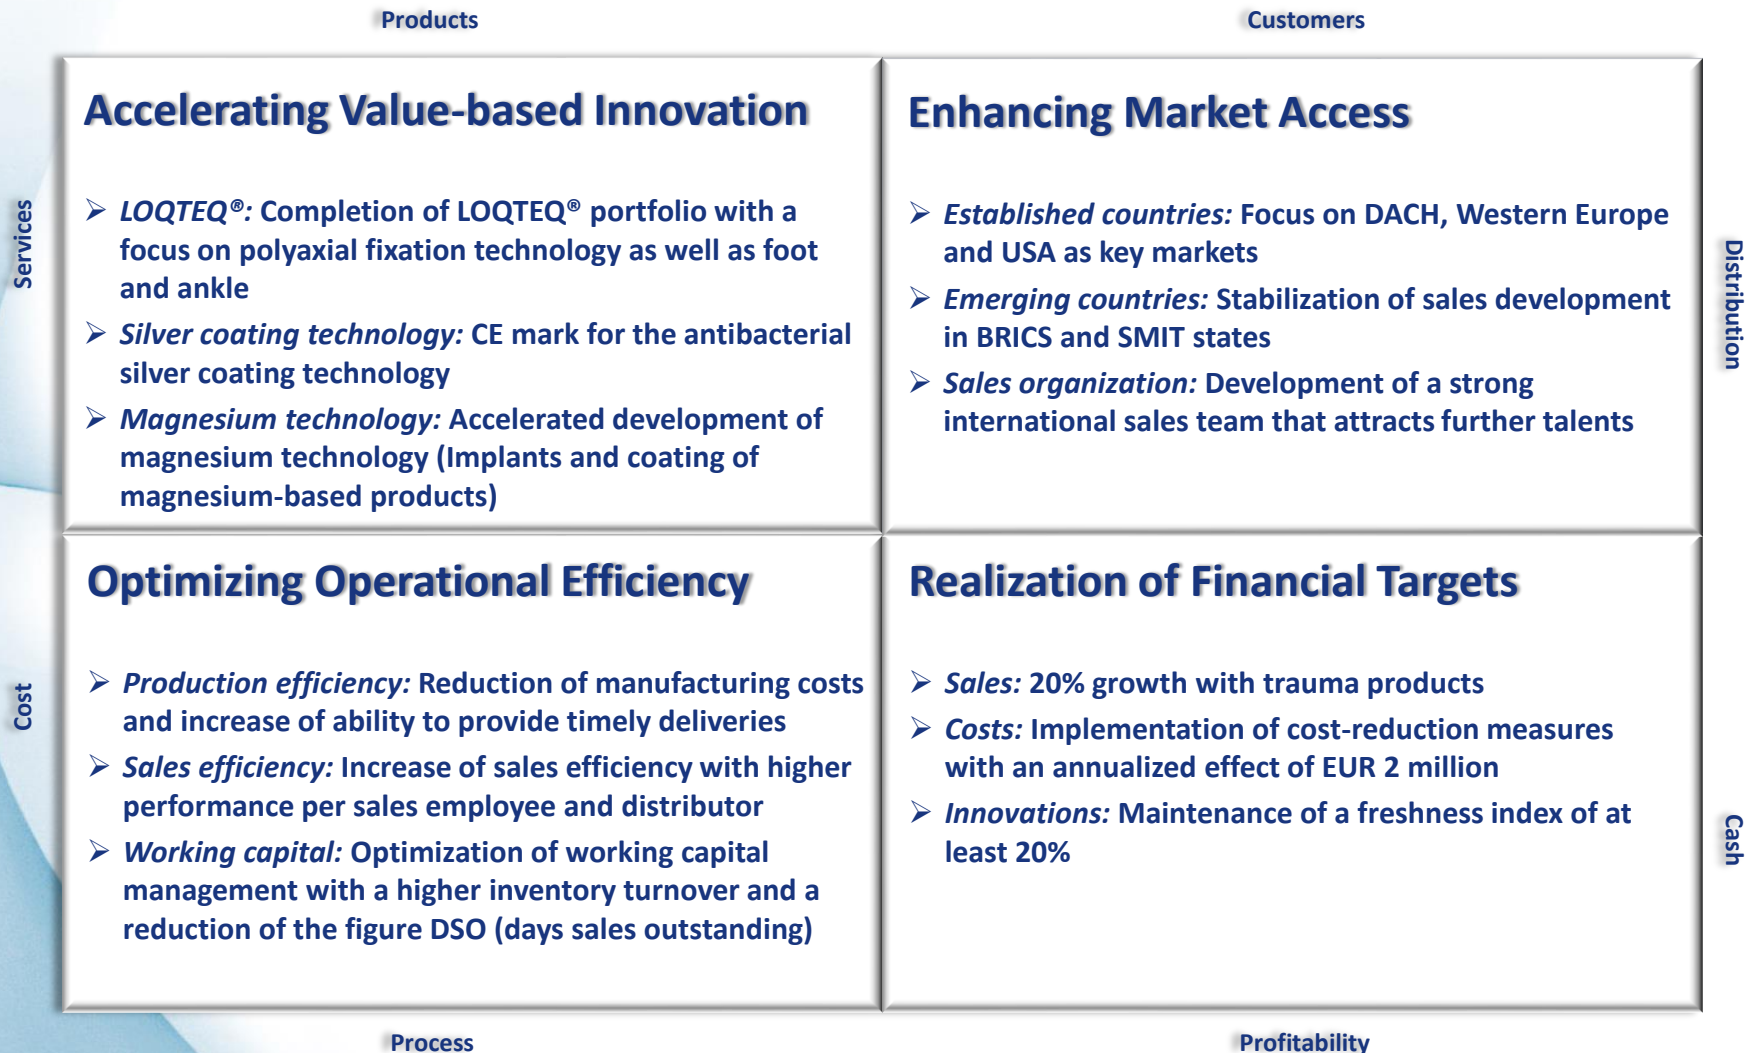 Products
Customers
Services
Accelerating Value-based Innovation
➢ LOQTEQ®: Completion of LOQTEQ® portfolio with a
focus on polyaxial fixation technology as well as foot
and ankle
➢ Silver coating technology: CE mark for the antibacterial
silver coating technology
➢ Magnesium technology: Accelerated development of
magnesium technology (Implants and coating of
magnesium-based products)
Enhancing Market Access
➢ Established countries: Focus on DACH, Western Europe
and USA as key markets
➢ Emerging countries: Stabilization of sales development
in BRICS and SMIT states
➢ Sales organization: Development of a strong
international sales team that attracts further talents
Distribution
Cost
Optimizing Operational Efficiency
➢ Production efficiency: Reduction of manufacturing costs
and increase of ability to provide timely deliveries
➢ Sales efficiency: Increase of sales efficiency with higher
performance per sales employee and distributor
➢ Working capital: Optimization of working capital
management with a higher inventory turnover and a
reduction of the figure DSO (days sales outstanding)
Realization of Financial Targets
➢ Sales: 20% growth with trauma products
➢ Costs: Implementation of cost-reduction measures
with an annualized effect of EUR 2 million
➢ Innovations: Maintenance of a freshness index of at
least 20%
Cash
Process
Profitability